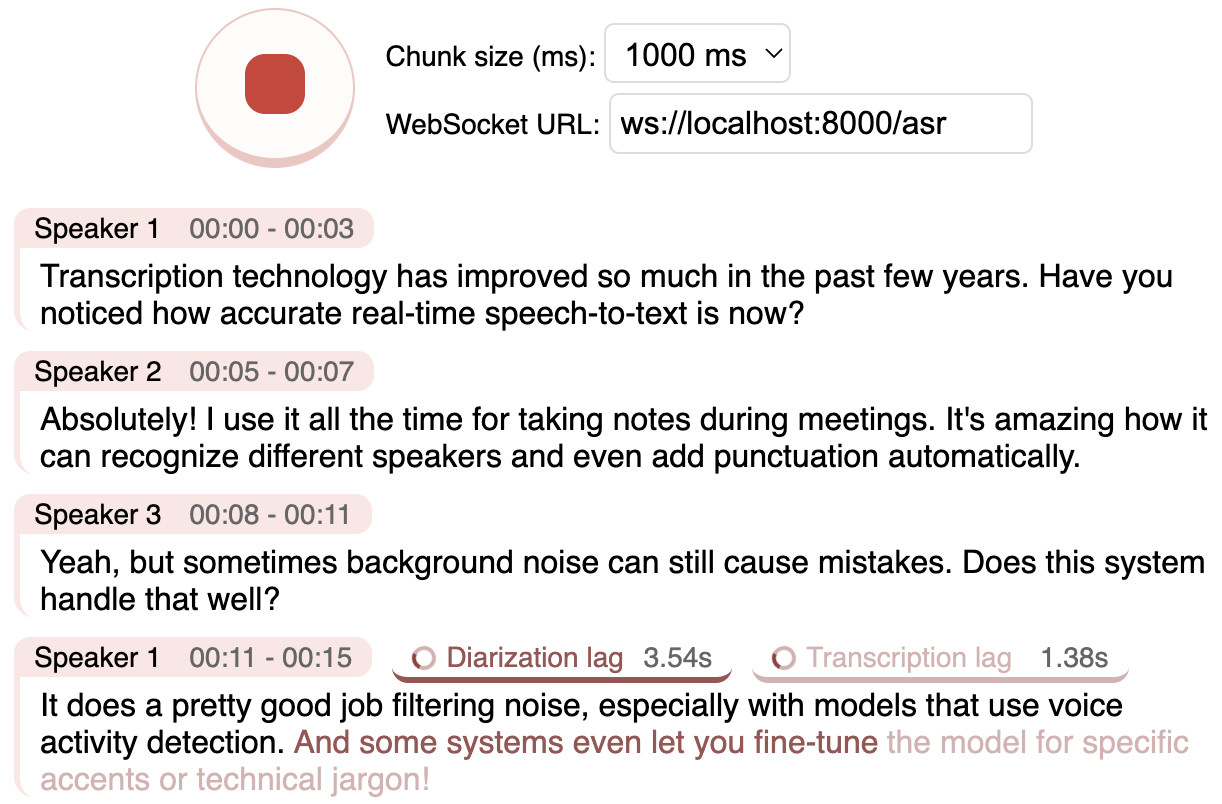 Chunk size (ms): 1000 ms
WebSocket URL: ws://localhost:8000/asr
Speaker 1 00:00 - 00:03
Transcription technology has improved so much in the past few years. Have you
noticed how accurate real-time speech-to-text is now?
Speaker 2 00:05 - 00:07
Absolutely! I use it all the time for taking notes during meetings. It's amazing how it
can recognize different speakers and even add punctuation automatically.
Speaker 3 00:08 - 00:11
Yeah, but sometimes background noise can still cause mistakes. Does this system
handle that well?
Speaker 1 00:11 - 00:15 Diarization lag 3.54s Transcription lag 1.38s
It does a pretty good job filtering noise, especially with models that use voice
activity detection. And some systems even let you fine-tune the model for specific
accents or technical jargon!